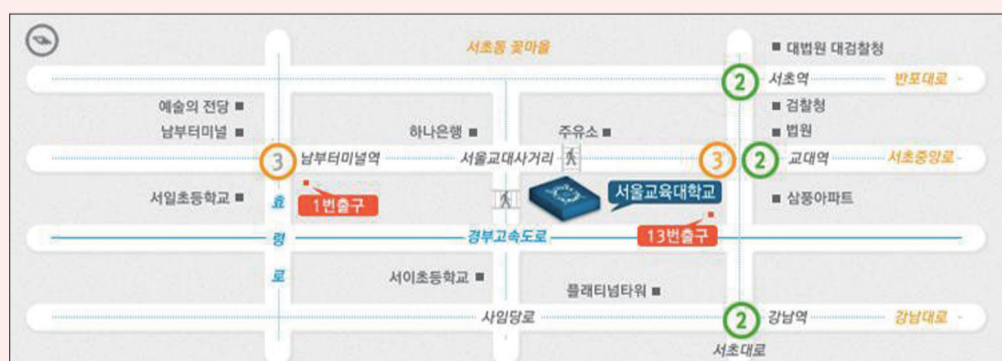 서초동 꽃마을
대법원 대검찰청
2
서초역
반포대로
예술의 전당
남부터미널
하나은행
주유소
검찰청
법원
3
남부터미널역
서울교대사거리
3
2
교대역
서초중앙로
서일초등학교
효
령
로
1번출구
서울교육대학교
삼풍아파트
13번출구
경부고속도로
서이초등학교
플래티넘타워
사임당로
2
강남역
강남대로
서초대로